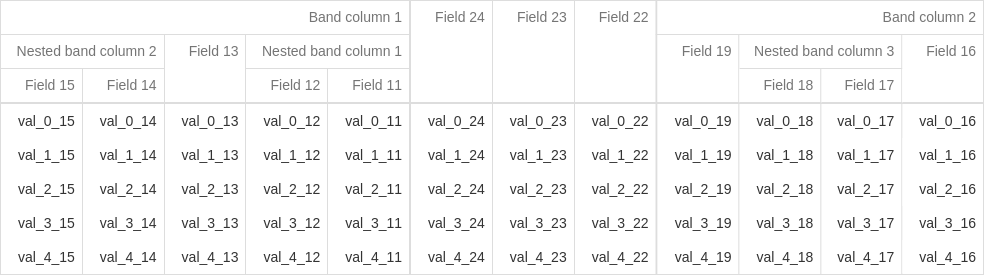 Band column 1 Field 24 Field 23 Field 22 Band column 2
Nested band column 2 Field 13 Nested band column 1 Field 19 Nested band column 3 Field 16
Field 15 Field 14 Field 12 Field 11 Field 18 Field 17
val_0_15 val_0_14 val_0_13 val_0_12 val_0_11 val_0_24 val_0_23 val_0_22 val_0_19 val_0_18 val_0_17 val_0_16
val_1_15 val_1_14 val_1_13 val_1_12 val_1_11 val_1_24 val_1_23 val_1_22 val_1_19 val_1_18 val_1_17 val_1_16
val_2_15 val_2_14 val_2_13 val_2_12 val_2_11 val_2_24 val_2_23 val_2_22 val_2_19 val_2_18 val_2_17 val_2_16
val_3_15 val_3_14 val_3_13 val_3_12 val_3_11 val_3_24 val_3_23 val_3_22 val_3_19 val_3_18 val_3_17 val_3_16
val_4_15 val_4_14 val_4_13 val_4_12 val_4_11 val_4_24 val_4_23 val_4_22 val_4_19 val_4_18 val_4_17 val_4_16